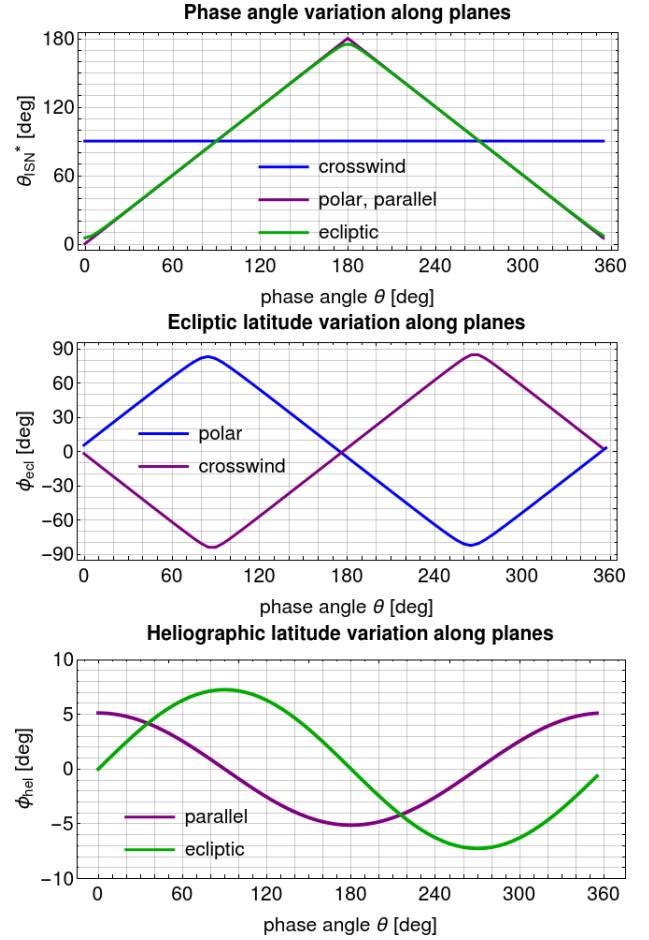 Phase angle variation along planes
180
120
60
0
θISN* [deg]
crosswind
polar, parallel
ecliptic
0 60 120 180 240 300 360
phase angle θ [deg]
Ecliptic latitude variation along planes
90
60
30
0
−30
−60
−90
ϕecl [deg]
polar
crosswind
0 60 120 180 240 300 360
phase angle θ [deg]
Heliographic latitude variation along planes
10
5
0
−5
−10
ϕhel [deg]
parallel
ecliptic
0 60 120 180 240 300 360
phase angle θ [deg]